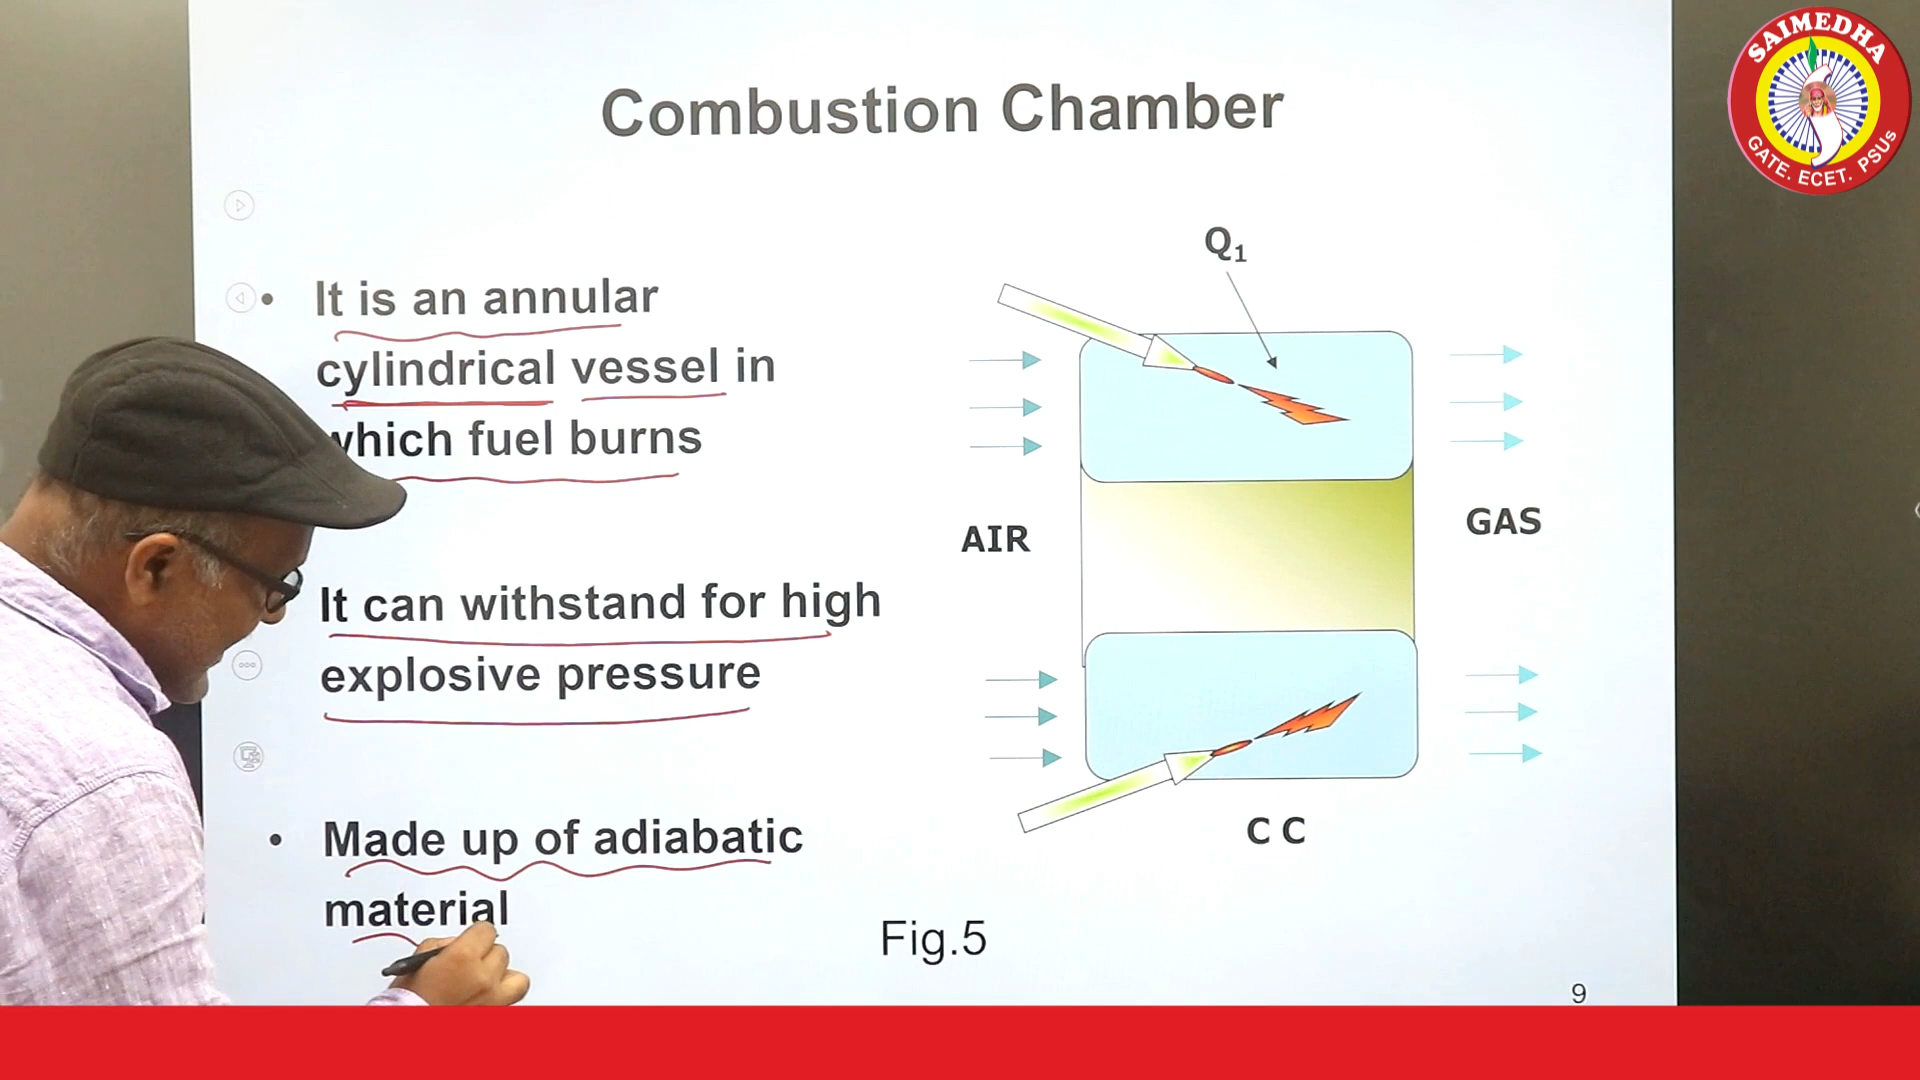 Combustion Chamber
SAIMEDHA
GATE. ECET. PSUs
• It is an annular
cylindrical vessel in
which fuel burns
It can withstand for high
explosive pressure
• Made up of adiabatic
material
Q1
AIR
GAS
C C
Fig.5
9